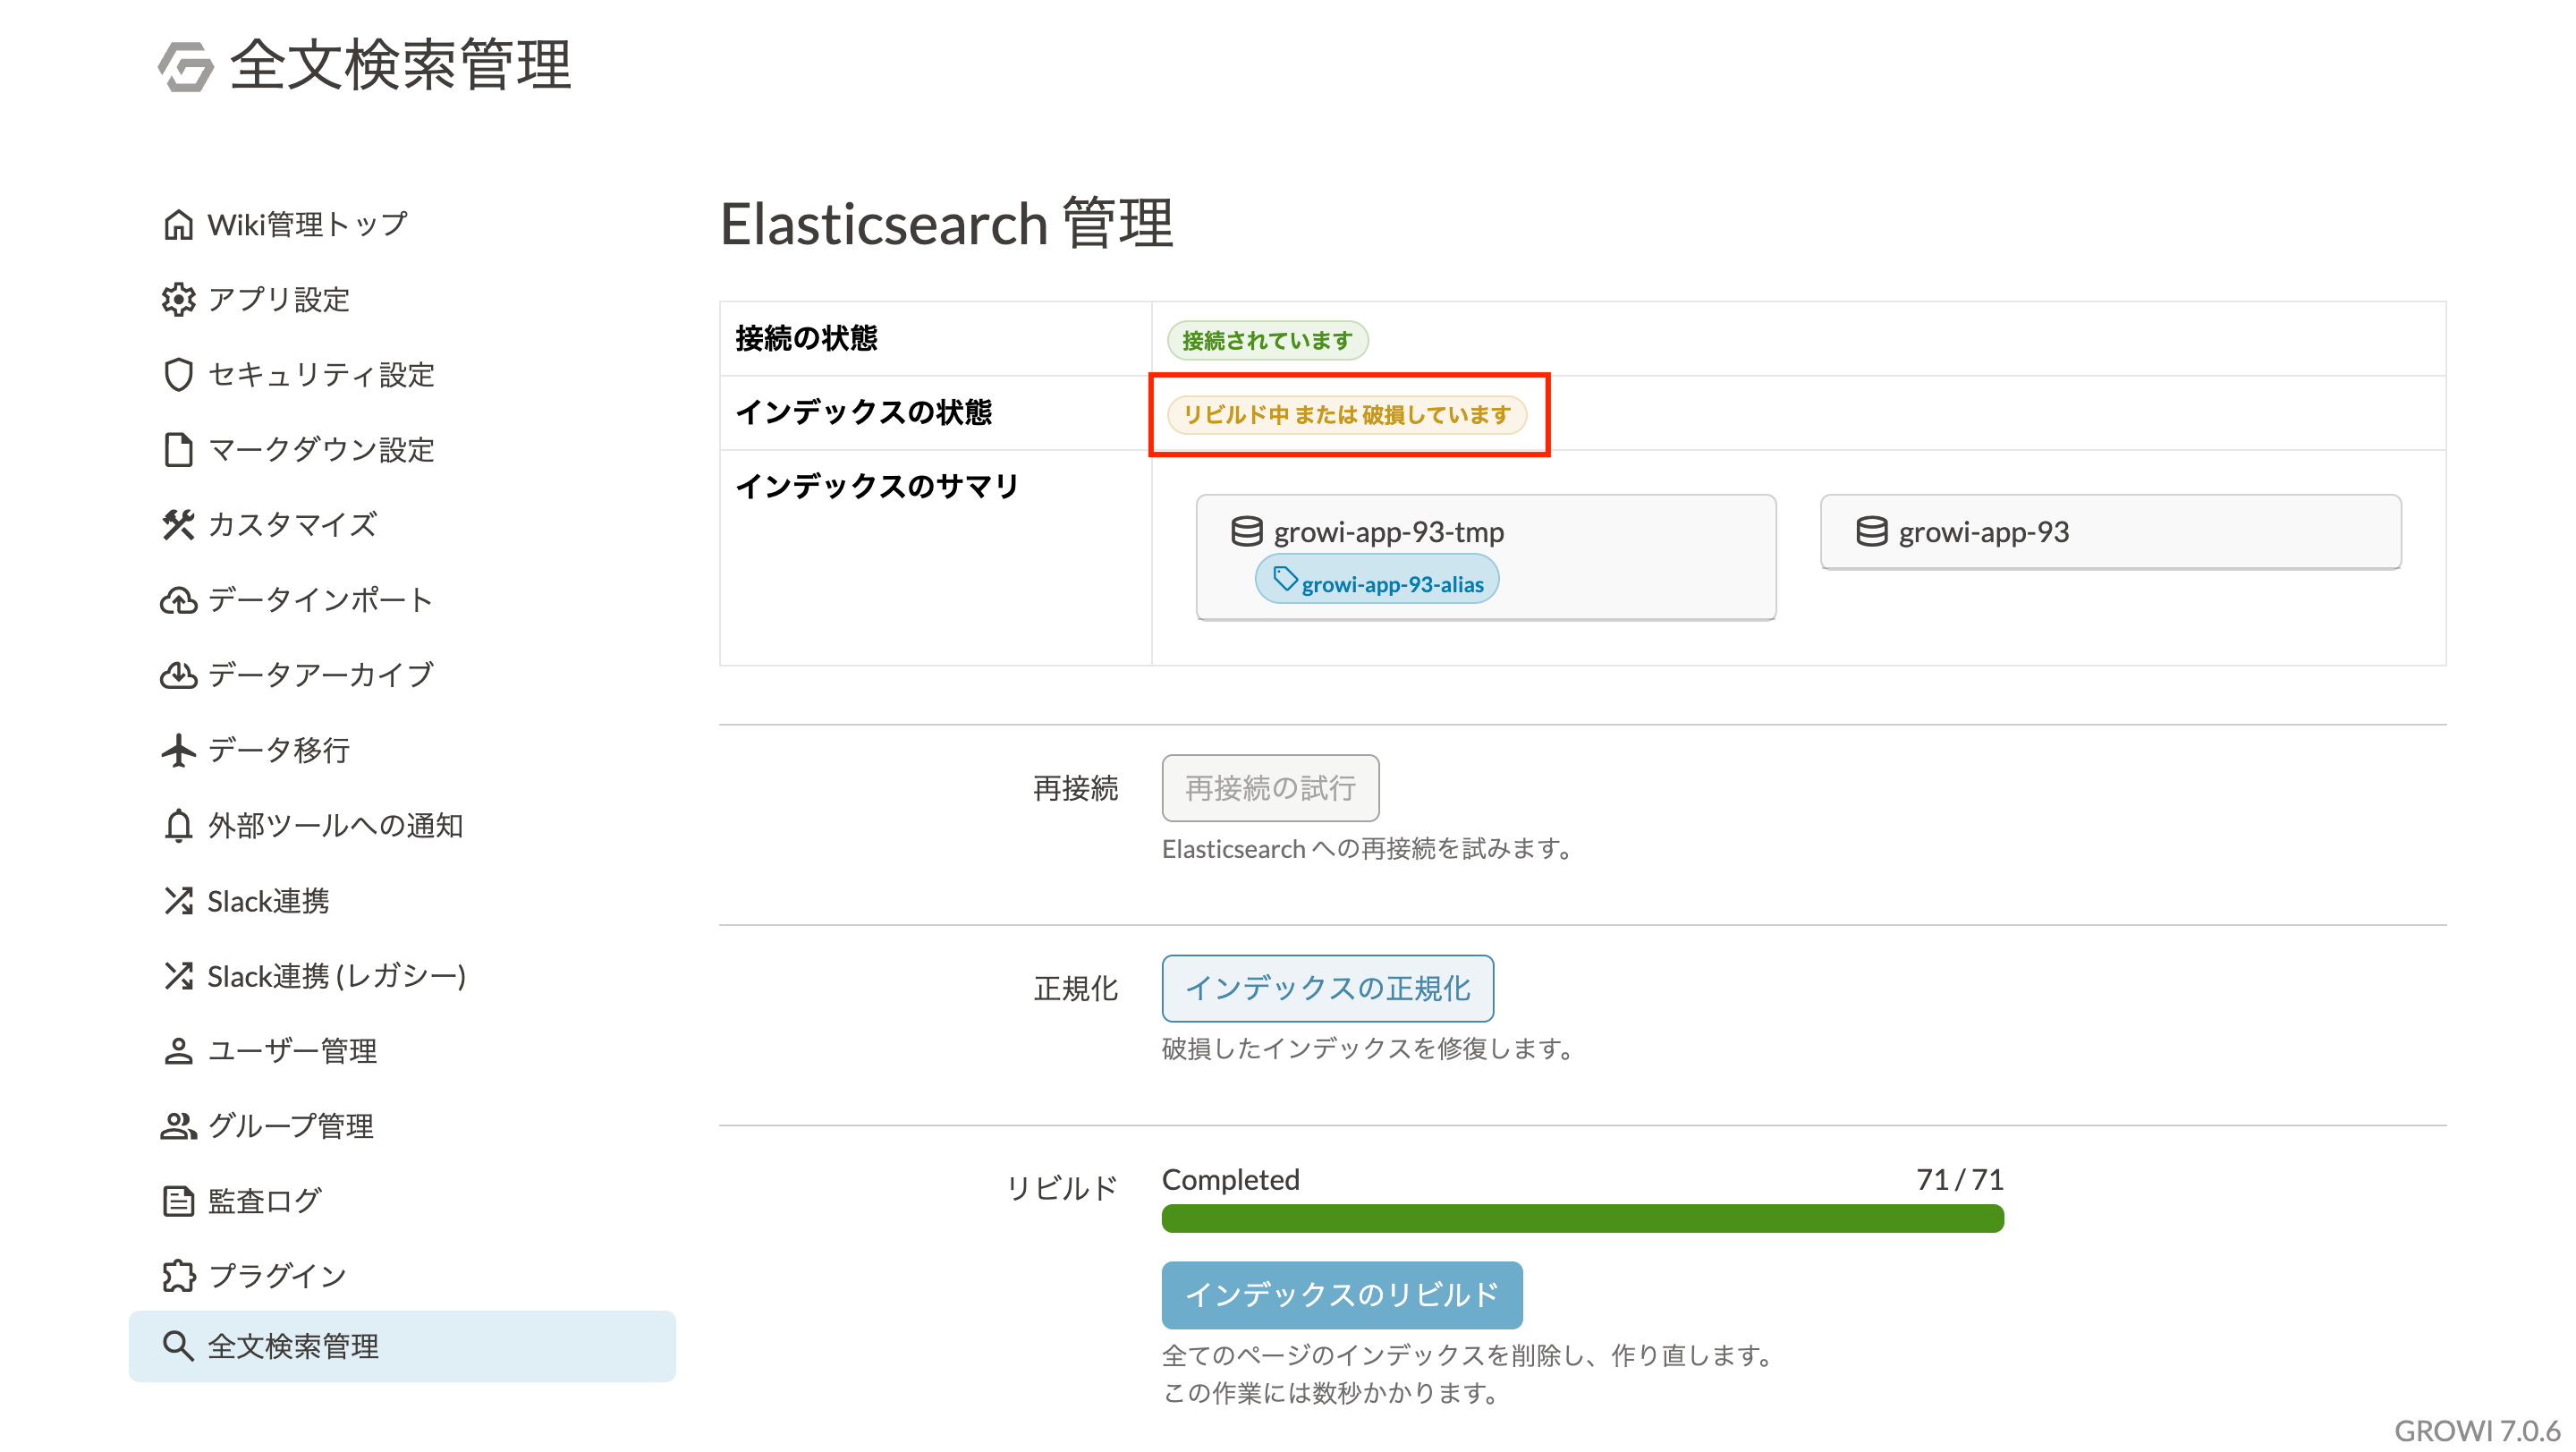 全文検索管理
Wiki管理トップ
アプリ設定
セキュリティ設定
マークダウン設定
カスタマイズ
データインポート
データアーカイブ
データ移行
外部ツールへの通知
Slack連携
Slack連携 (レガシー)
ユーザー管理
グループ管理
監査ログ
プラグイン
全文検索管理
Elasticsearch 管理
接続の状態
接続されています
インデックスの状態
リビルド中 または 破損しています
インデックスのサマリ
growi-app-93-tmp
growi-app-93-alias
growi-app-93
再接続
再接続の試行
Elasticsearch への再接続を試みます。
正規化
インデックスの正規化
破損したインデックスを修復します。
リビルド
Completed
71 / 71
インデックスのリビルド
全てのページのインデックスを削除し、作り直します。
この作業には数秒かかります。
GROWI 7.0.6